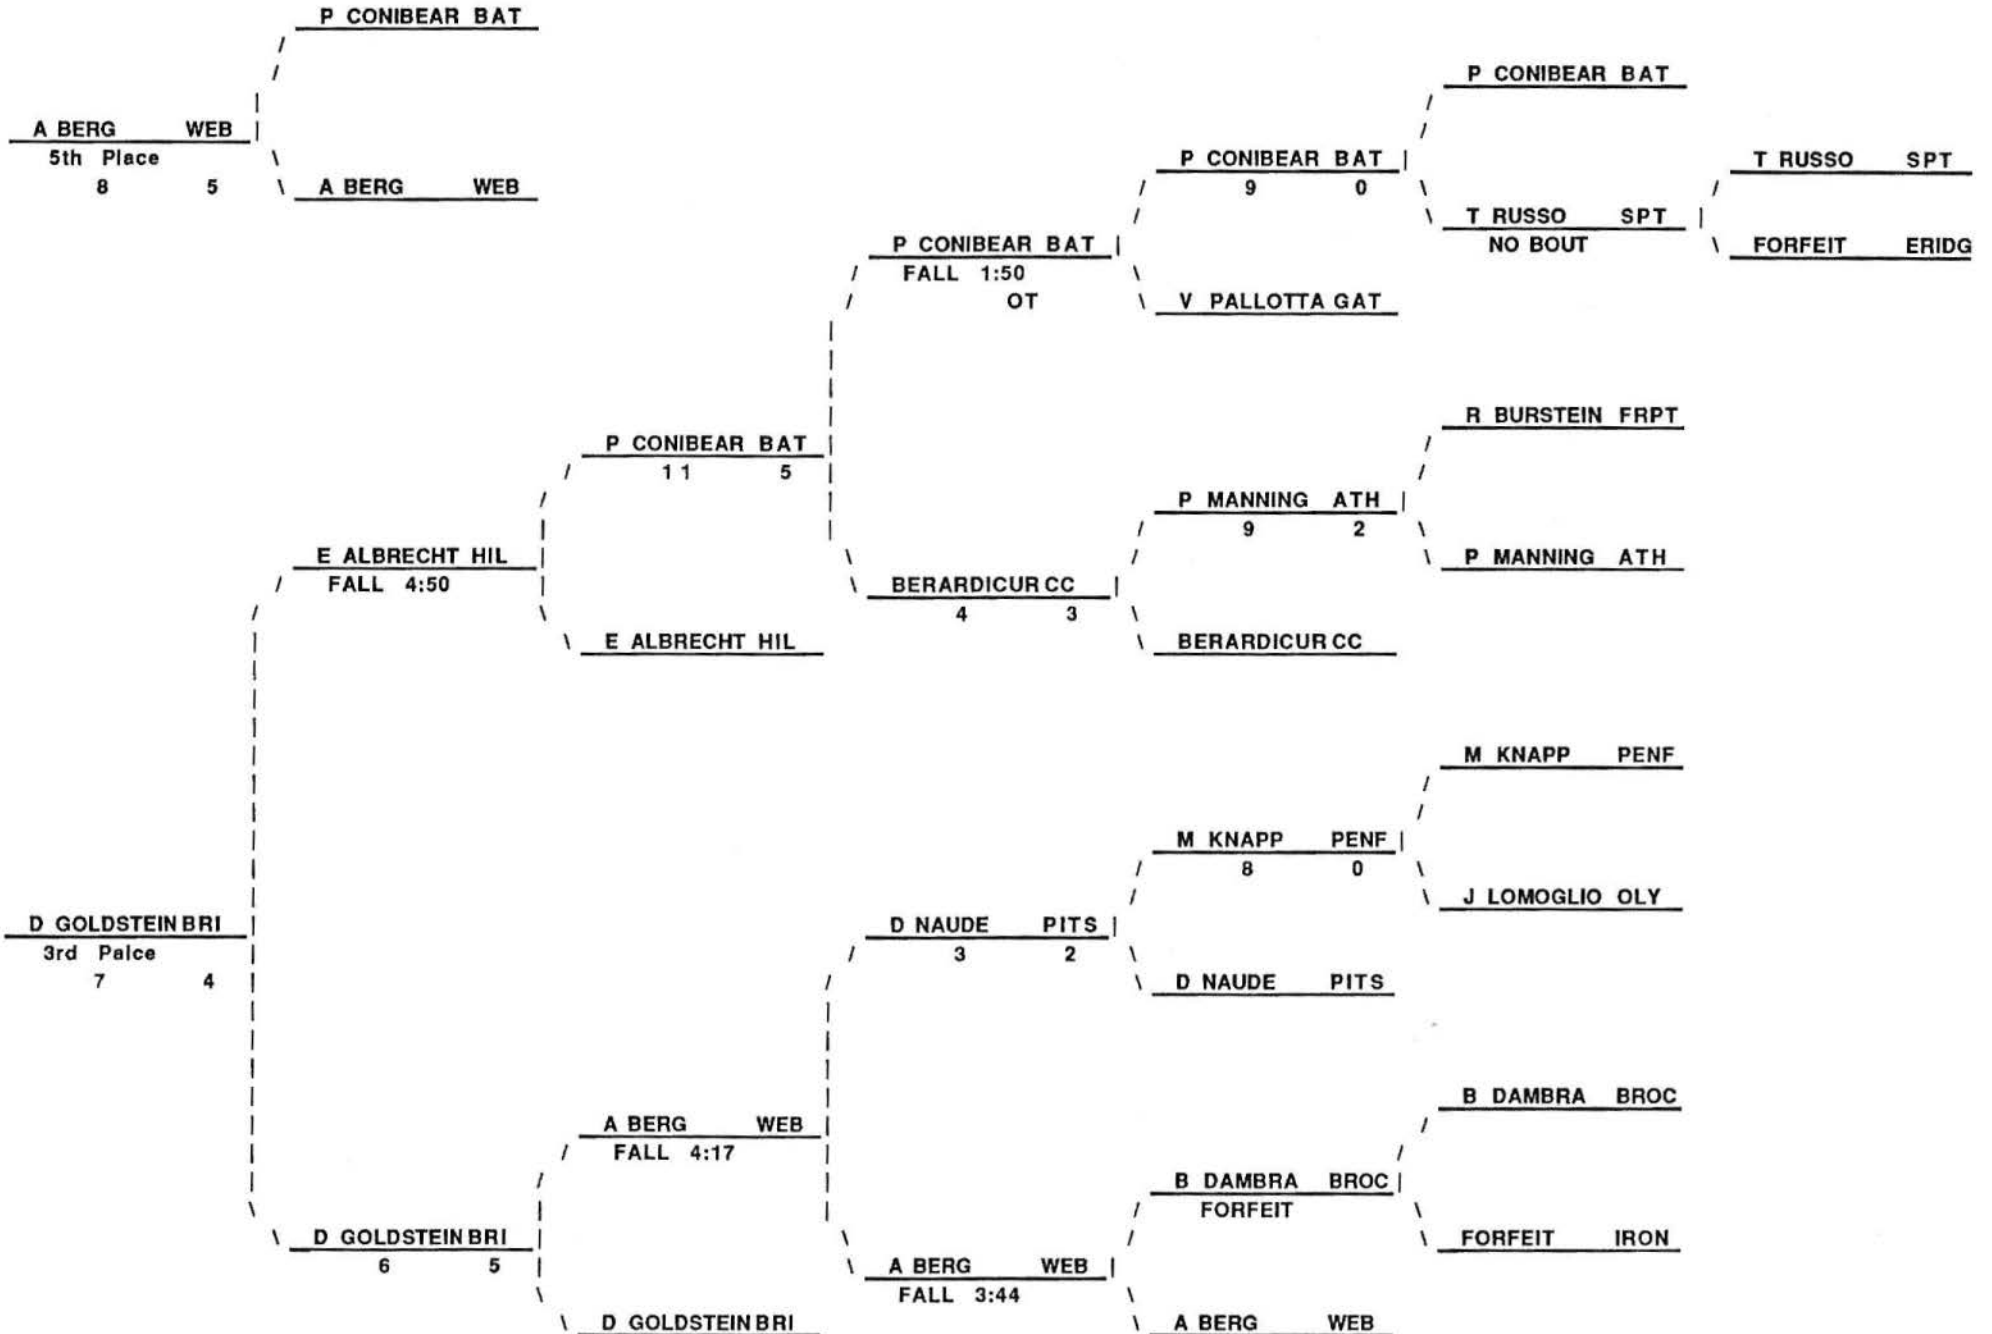 P CONIBEAR BAT
P CONIBEAR BAT
A BERG WEB
5th Place
8 5
P CONIBEAR BAT
9 0
T RUSSO SPT
A BERG WEB
T RUSSO SPT
NO BOUT
P CONIBEAR BAT
FALL 1:50
OT
FORFEIT ERIDG
V PALLOTTA GAT
R BURSTEIN FRPT
P CONIBEAR BAT
11 5
P MANNING ATH
9 2
E ALBRECHT HIL
FALL 4:50
P MANNING ATH
BERARDICUR CC
4 3
E ALBRECHT HIL
BERARDICUR CC
M KNAPP PENF
M KNAPP PENF
8 0
J LOMOGLIO OLY
D GOLDSTEIN BRI
3rd Palce
7 4
D NAUDE PITS
3 2
D NAUDE PITS
B DAMBRA BROC
A BERG WEB
FALL 4:17
B DAMBRA BROC
FORFEIT
D GOLDSTEIN BRI
6 5
FORFEIT IRON
A BERG WEB
FALL 3:44
D GOLDSTEIN BRI
A BERG WEB